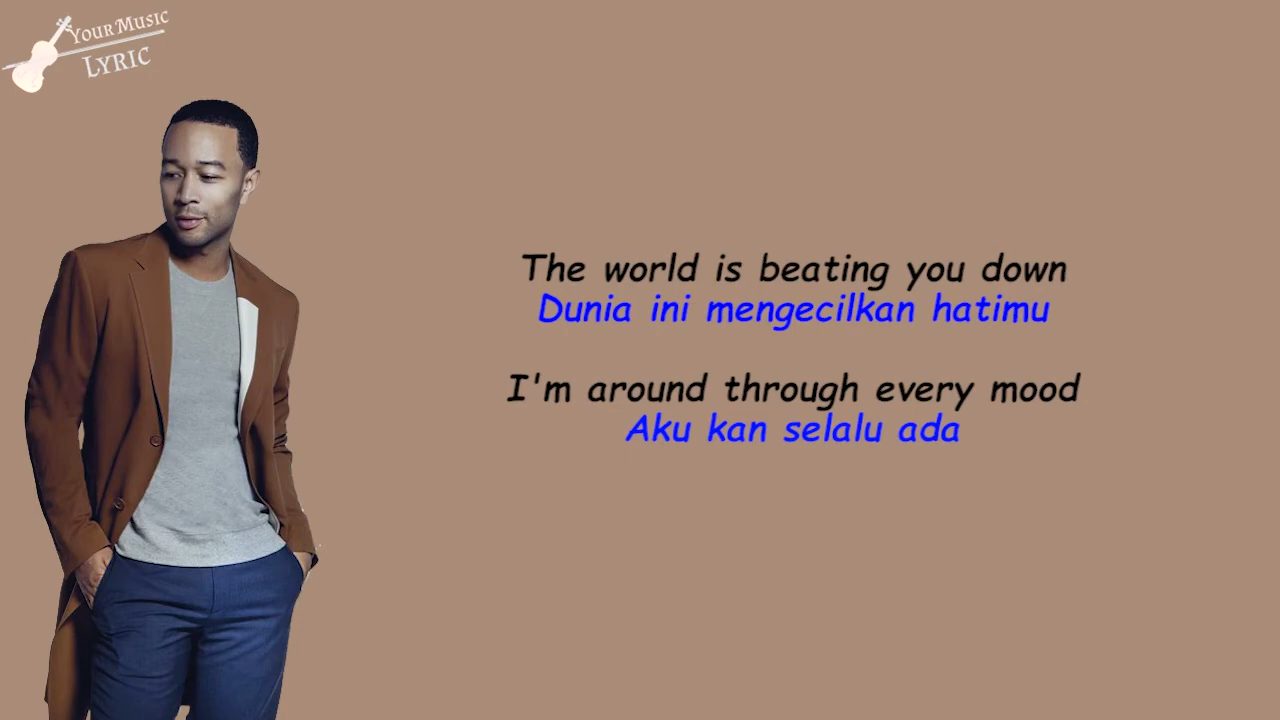 YOUR MUSIC
LYRIC
The world is beating you down
Dunia ini mengecilkan hatimu
I'm around through every mood
Aku kan selalu ada